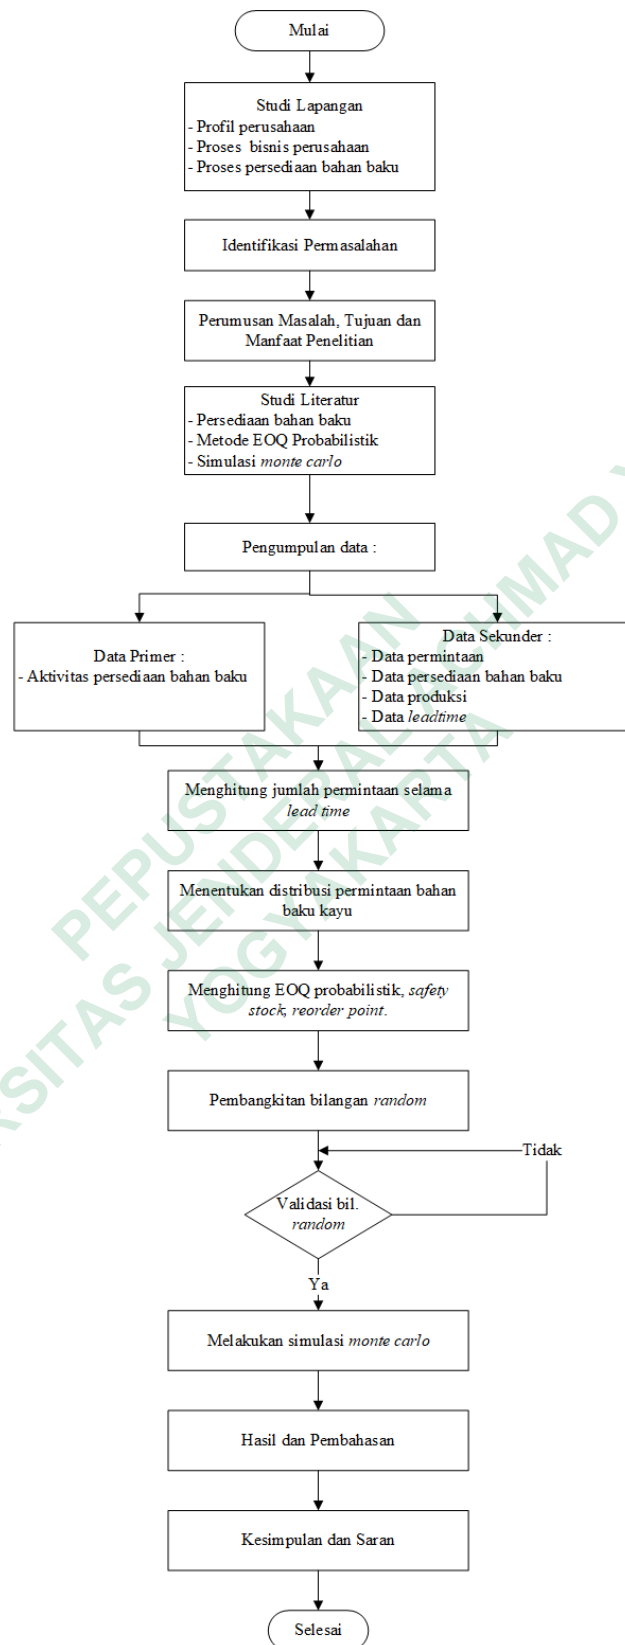 Mulai
Studi Lapangan
- Profil perusahaan
- Proses bisnis perusahaan
- Proses persediaan bahan baku
Identifikasi Permasalahan
Perumusan Masalah, Tujuan dan
Manfaat Penelitian
Studi Literatur
- Persediaan bahan baku
- Metode EOQ Probabilistik
- Simulasi monte carlo
Pengumpulan data :
Data Primer :
- Aktivitas persediaan bahan baku
Data Sekunder :
- Data permintaan
- Data persediaan bahan baku
- Data produksi
- Data leadtime
Menghitung jumlah permintaan selama
lead time
Menentukan distribusi permintaan bahan
baku kayu
Menghitung EOQ probabilistik, safety
stock, reorder point.
Pembangkitan bilangan random
Tidak
Validasi bil.
random
Ya
Melakukan simulasi monte carlo
Hasil dan Pembahasan
Kesimpulan dan Saran
Selesai
PEPUSTAKAAN
JENDERAL ACHMAD
YOGYAKARTA